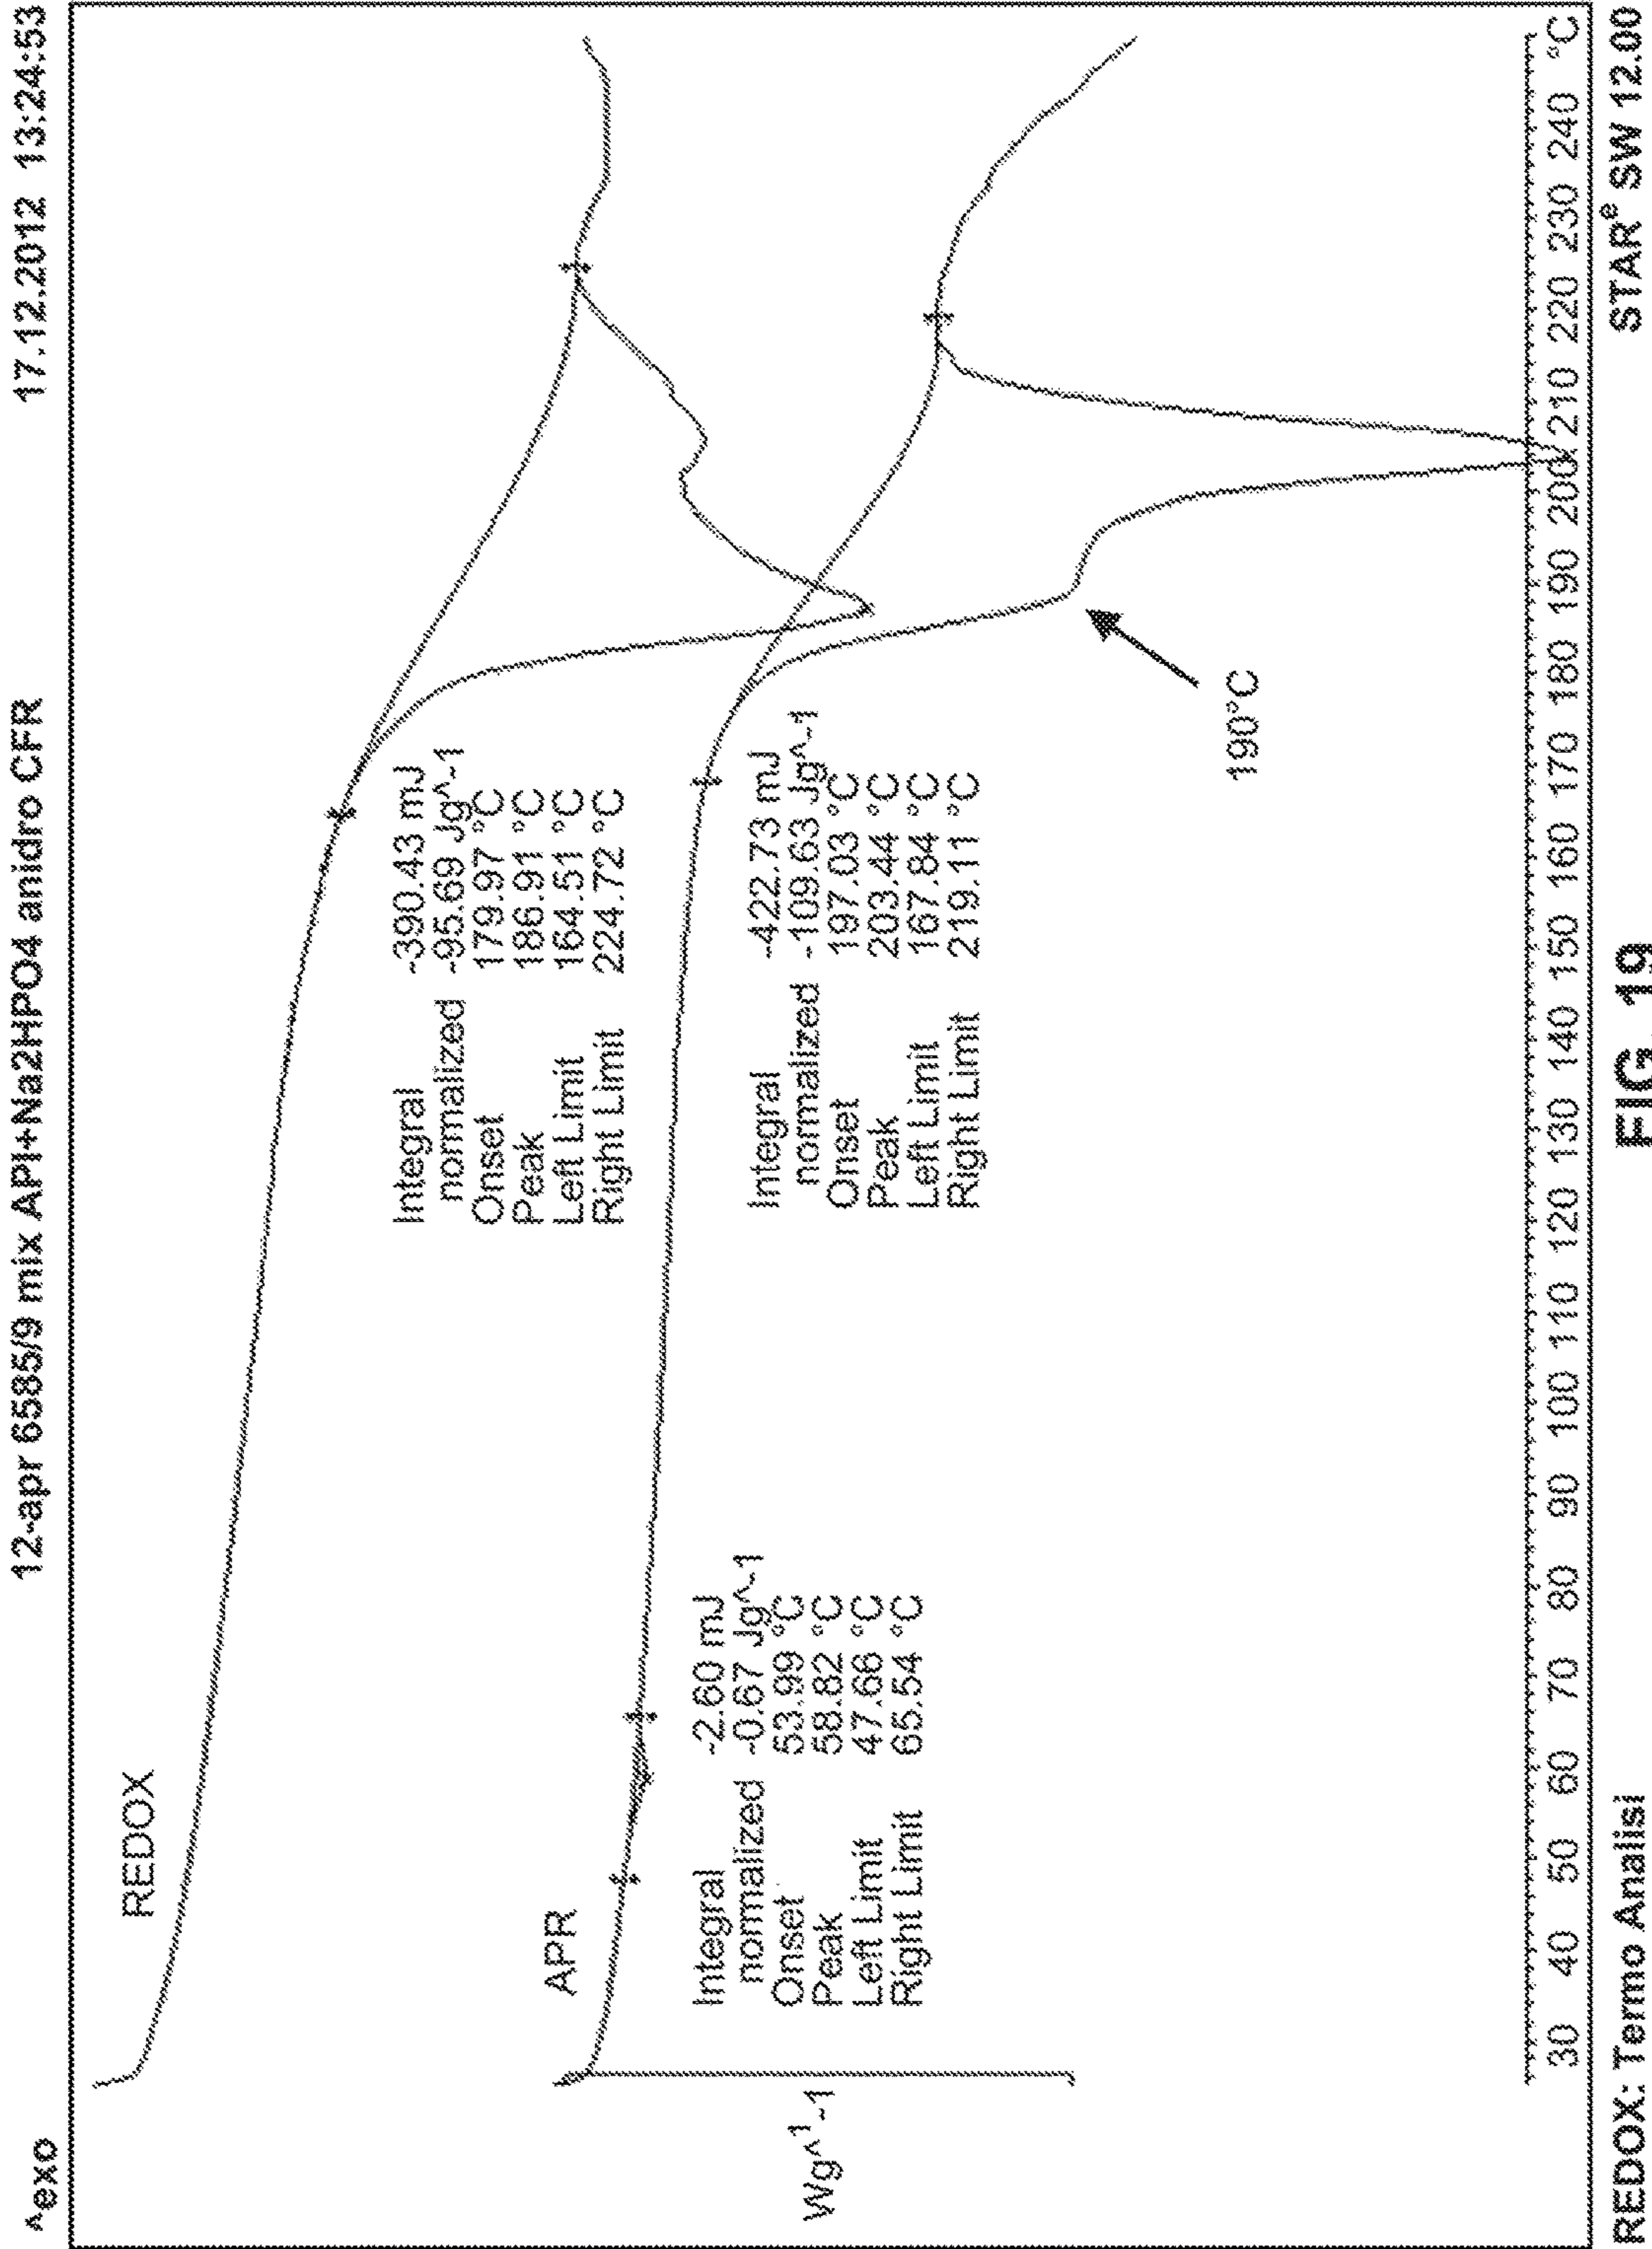 ^exo
12-apr 6585/9 mix API+Na2HPO4 anidro CFR
17.12.2012 13:24:53
REDOX
Integral -390.43 mJ
normalized -95.69 Jg^-1
Onset 179.97 °C
Peak 186.91 °C
Left Limit 164.51 °C
Right Limit 224.72 °C
APR
Integral -2.60 mJ
normalized -0.67 Jg^-1
Onset 53.99 °C
Peak 58.82 °C
Left Limit 47.66 °C
Right Limit 65.54 °C
Integral -422.73 mJ
normalized -109.63 Jg^-1
Onset 197.03 °C
Peak 203.44 °C
Left Limit 167.84 °C
Right Limit 219.11 °C
Wg^1-1
190°C
30 40 50 60 70 80 90 100 110 120 130 140 150 160 170 180 190 200 210 220 230 240 °C
REDOX: Termo Analisi
FIG. 19
STARe SW 12.00